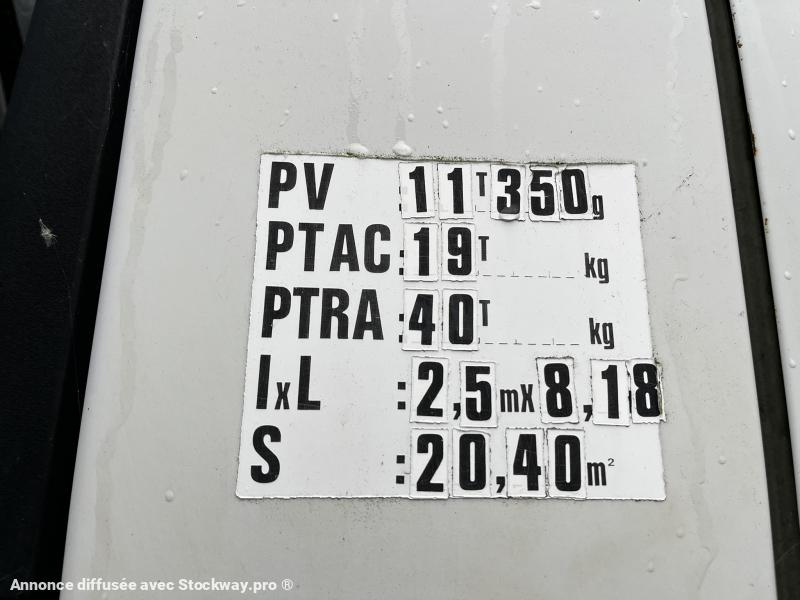 PV : 11T350g
PTAC : 19T kg
PTRA : 40T kg
IxL : 2,5mx8,18
S : 20,40m²
Annonce diffusée avec Stockway.pro ®